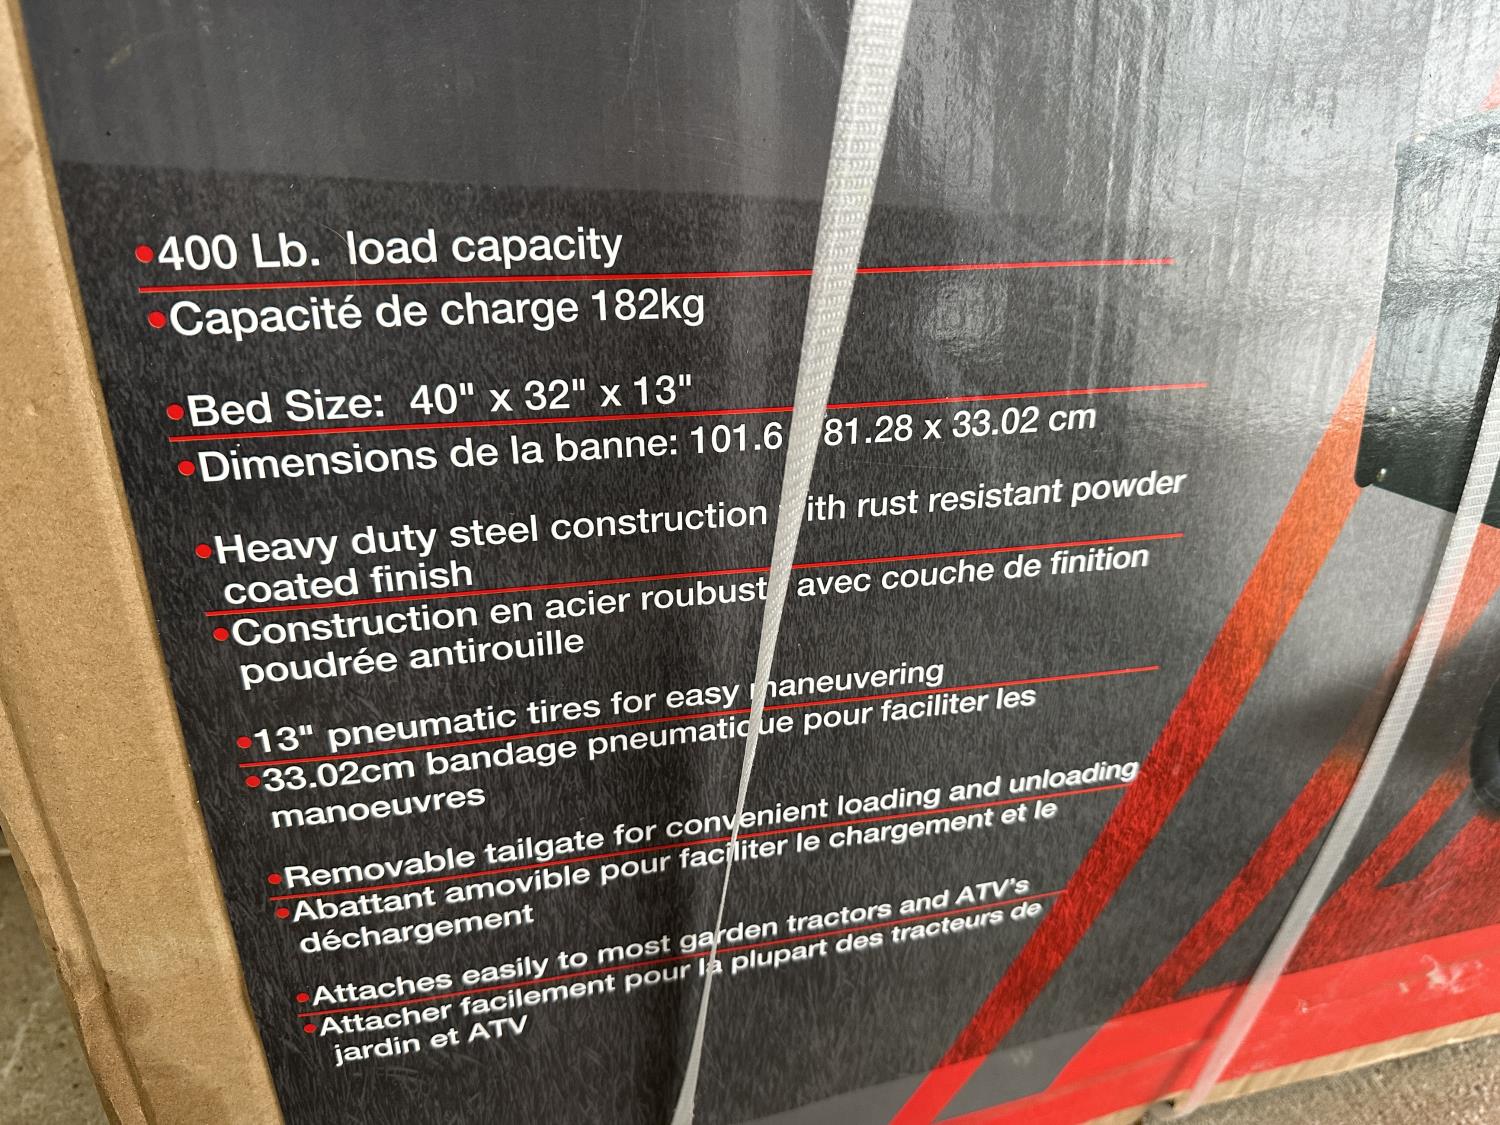 •400 Lb. load capacity
•Capacité de charge 182kg
•Bed Size: 40" x 32" x 13"
•Dimensions de la banne: 101.6 81.28 x 33.02 cm
•Heavy duty steel construction with rust resistant powder
coated finish
•Construction en acier roubuste avec couche de finition
poudrée antirouille
•13" pneumatic tires for easy maneuvering
•33.02cm bandage pneumatique pour faciliter les
manoeuvres
•Removable tailgate for convenient loading and unloading
•Abattant amovible pour faciliter le chargement et le
déchargement
•Attaches easily to most garden tractors and ATV's
•Attacher facilement pour la plupart des tracteurs de
jardin et ATV